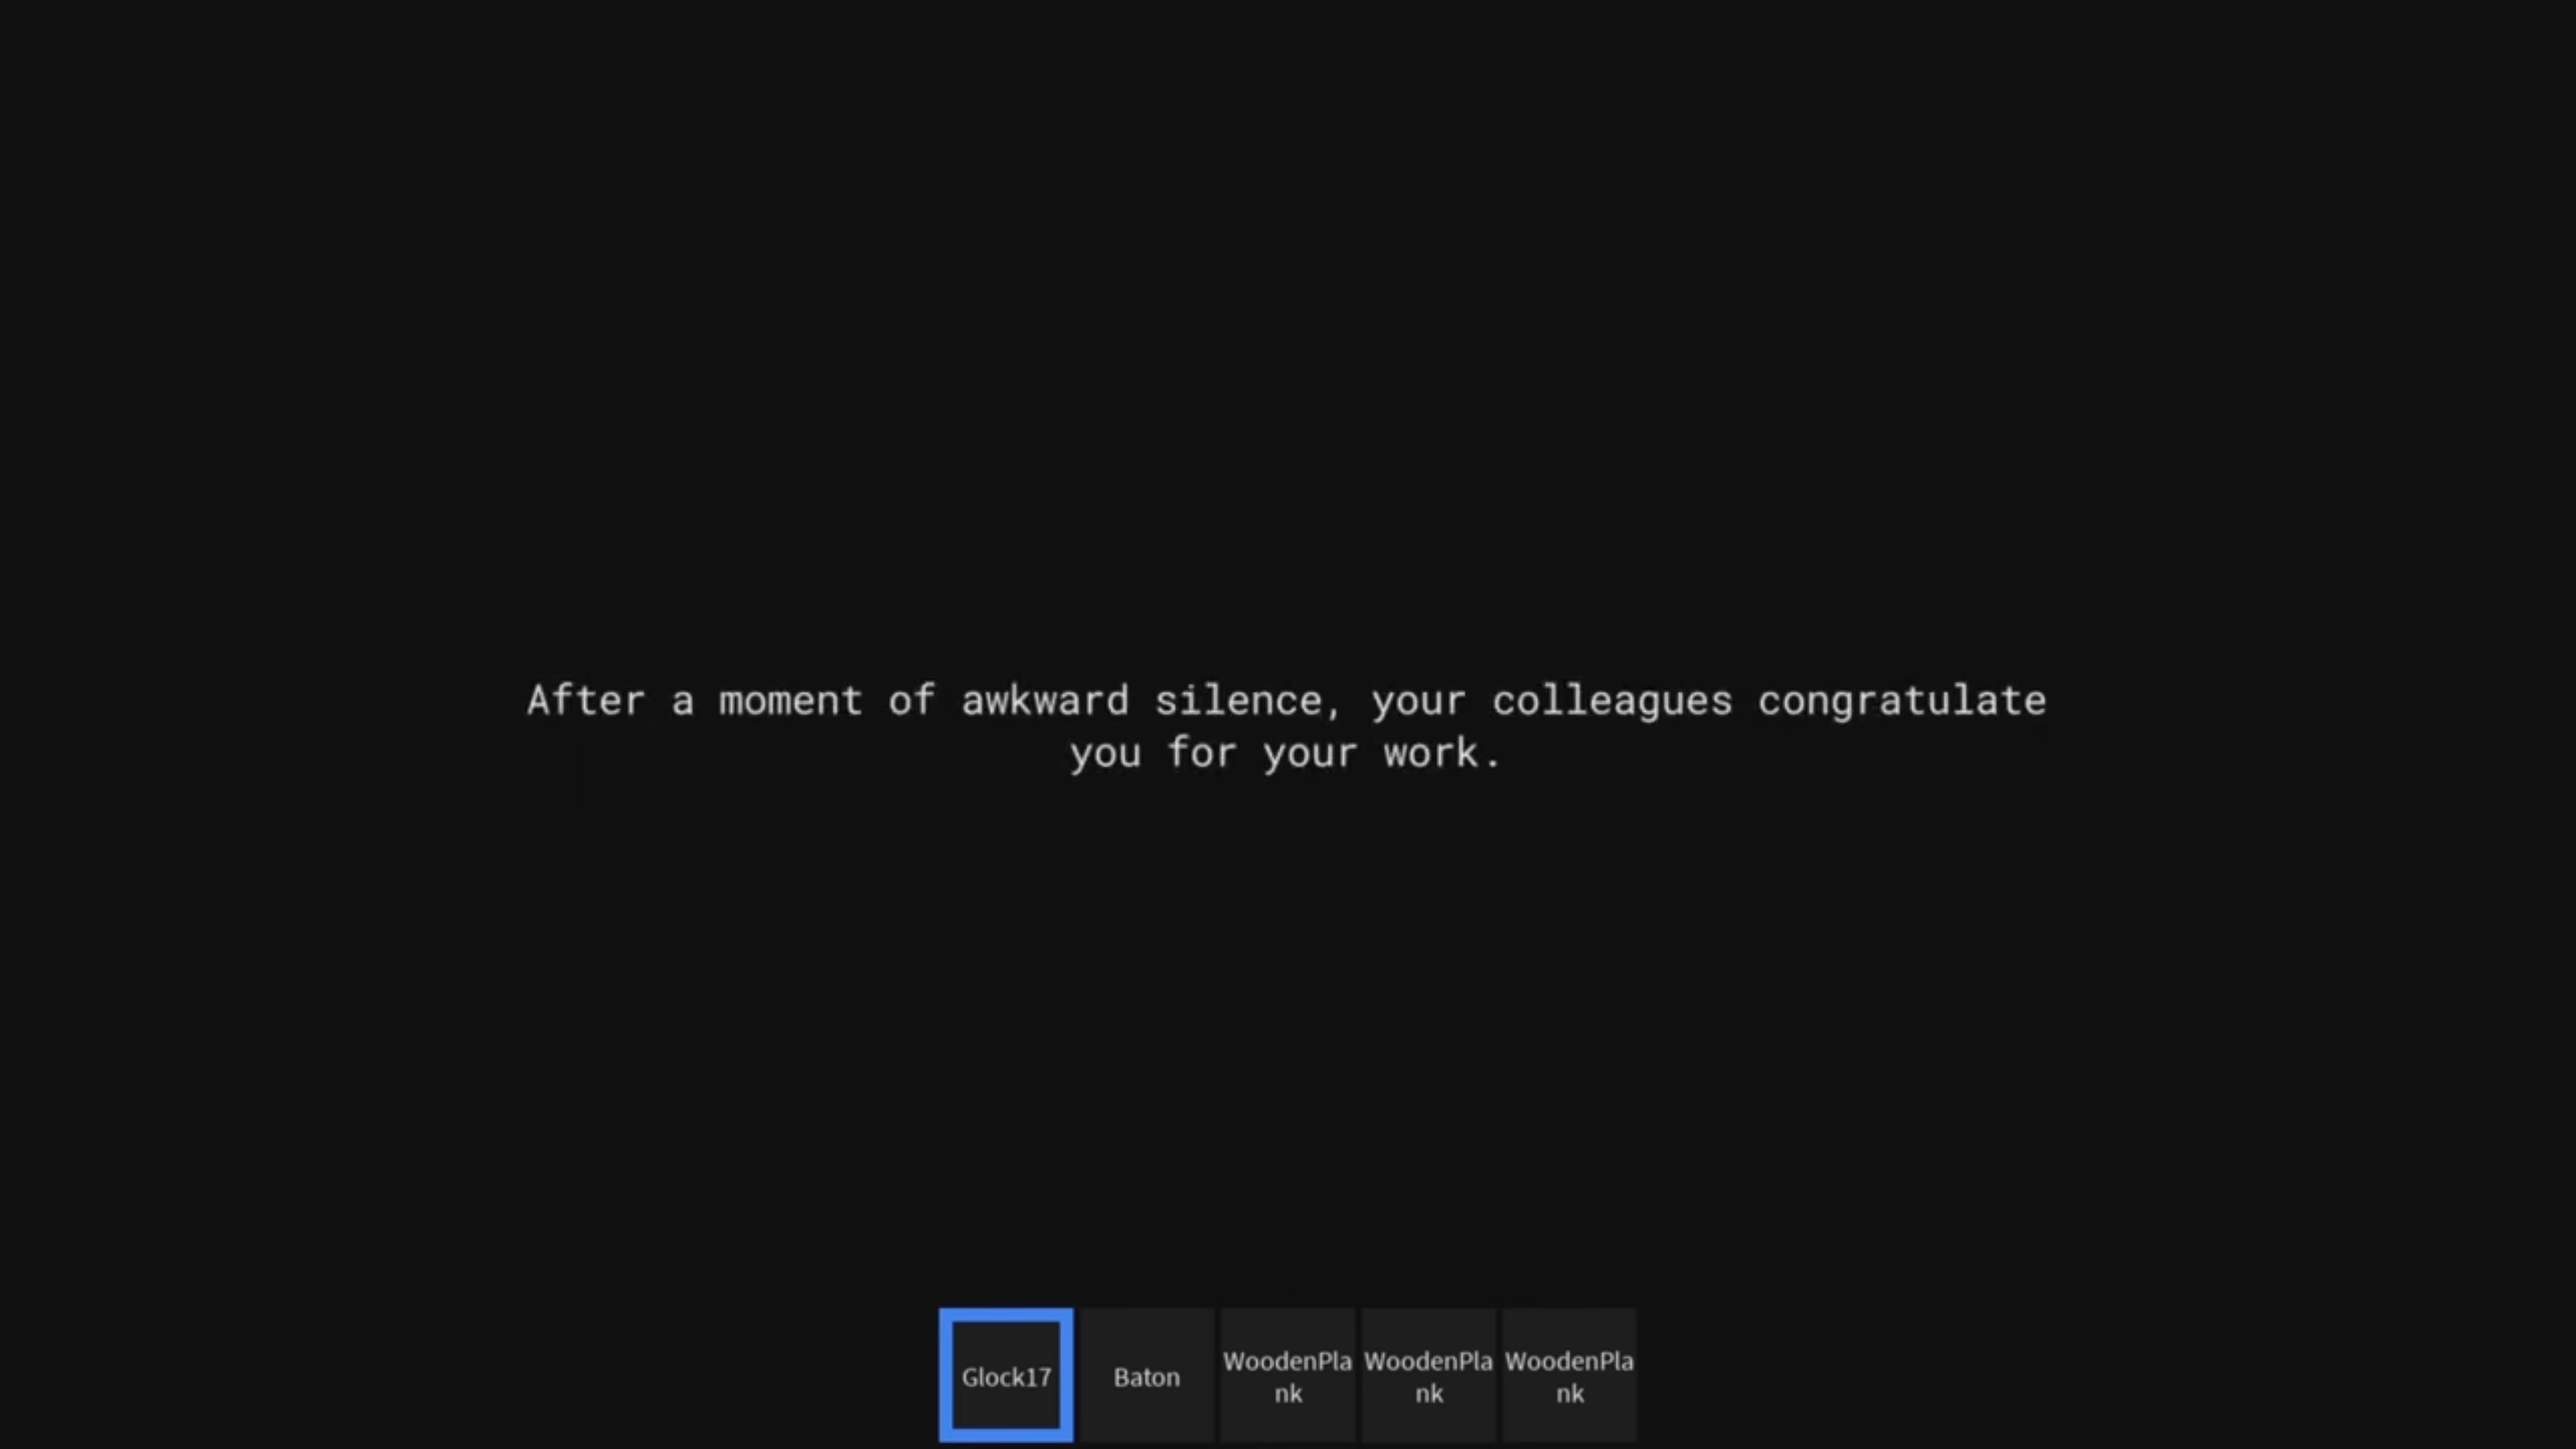 After a moment of awkward silence, your colleagues congratulate
you for your work.
Glock17
Baton
WoodenPla
nk
WoodenPla
nk
WoodenPla
nk